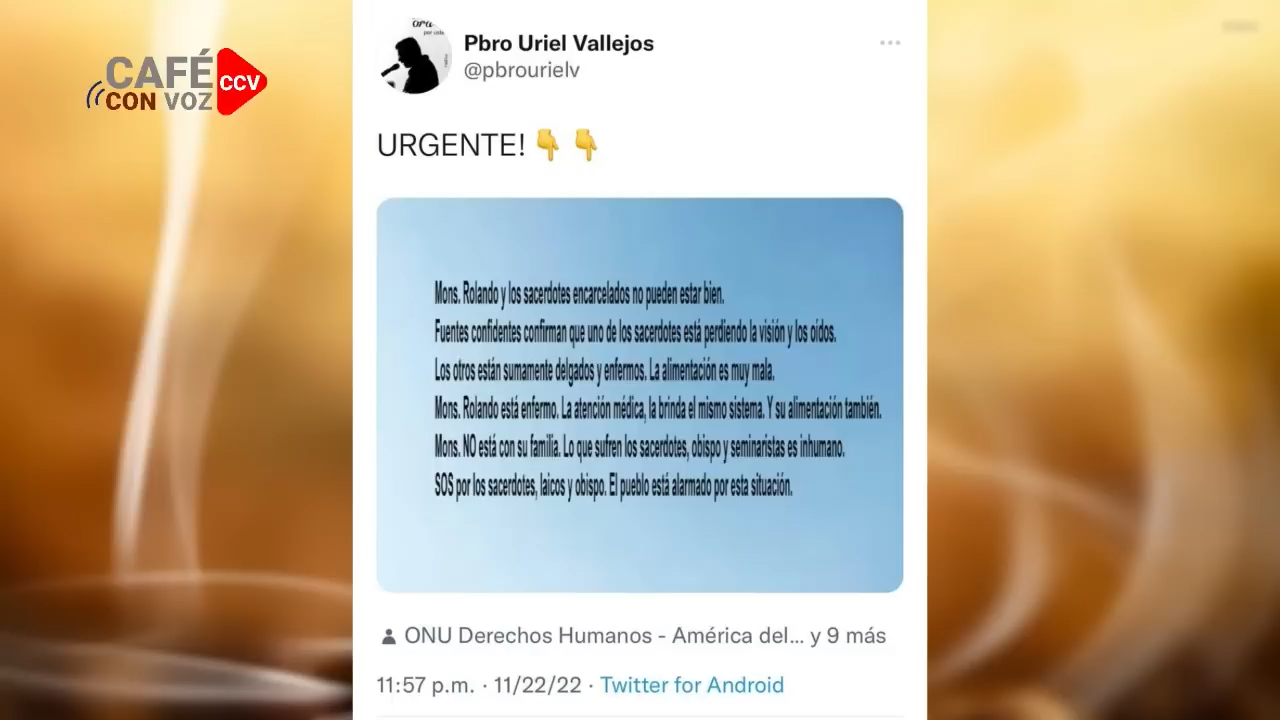 CAFÉ
CON VOZ
CCV
ora
por cada
Pbro Uriel Vallejos
@pbrourielv
URGENTE! 👇 👇
Mons. Rolando y los sacerdotes encarcelados no pueden estar bien.
Fuentes confidentes confirman que uno de los sacerdotes está perdiendo la visión y los oídos.
Los otros están sumamente delgados y enfermos. La alimentación es muy mala.
Mons. Rolando está enfermo. La atención médica, la brinda el mismo sistema. Y su alimentación también.
Mons. NO está con su familia. Lo que sufren los sacerdotes, obispo y seminaristas es inhumano.
SOS por los sacerdotes, laicos y obispo. El pueblo está alarmado por esta situación.
ONU Derechos Humanos - América del... y 9 más
11:57 p.m. · 11/22/22 · Twitter for Android